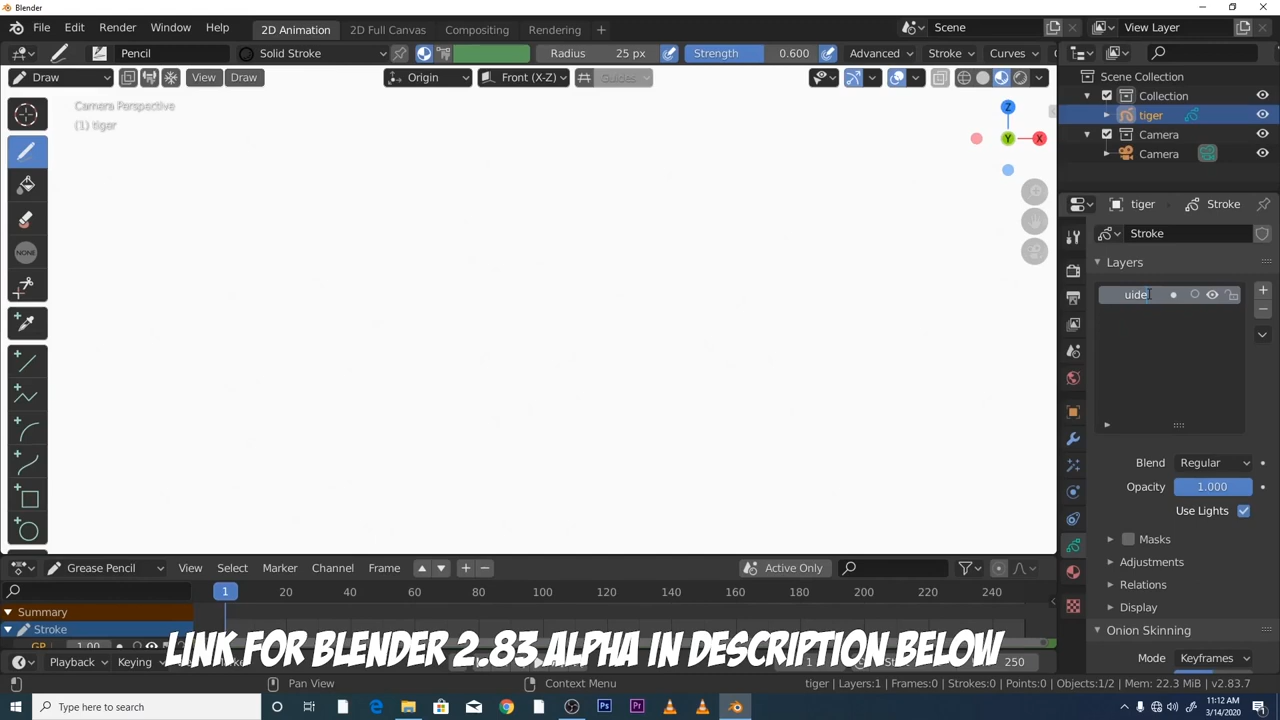 Blender
File Edit Render Window Help 2D Animation 2D Full Canvas Compositing Rendering + Scene View Layer
Pencil Solid Stroke Radius 25 px Strength 0.600 Advanced Stroke Curves
Draw View Draw Origin Front (X-Z) Guides
Camera Perspective
(1) tiger
Z
Y X
NONE
Scene Collection
Collection
tiger
Camera
Camera
tiger Stroke
Stroke
Layers
uide
Blend Regular
Opacity 1.000
Use Lights
Masks
Adjustments
Relations
Display
Onion Skinning
Mode Keyframes
Grease Pencil View Select Marker Channel Frame Active Only
1 20 40 60 80 100 120 140 160 180 200 220 240
Summary
Stroke
GP 1.00
LINK FOR BLENDER 2.83 ALPHA IN DESCRIPTION BELOW
Playback Keying 1 250
Pan View Context Menu tiger | Layers:1 | Frames:0 | Strokes:0 | Points:0 | Objects:1/2 | Mem: 22.3 MiB | v2.83.7
Type here to search
11:12 AM
3/14/2020